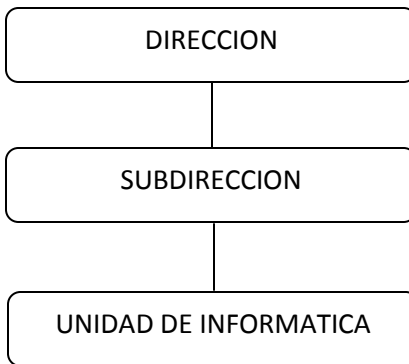 DIRECCION
SUBDIRECCION
UNIDAD DE INFORMATICA